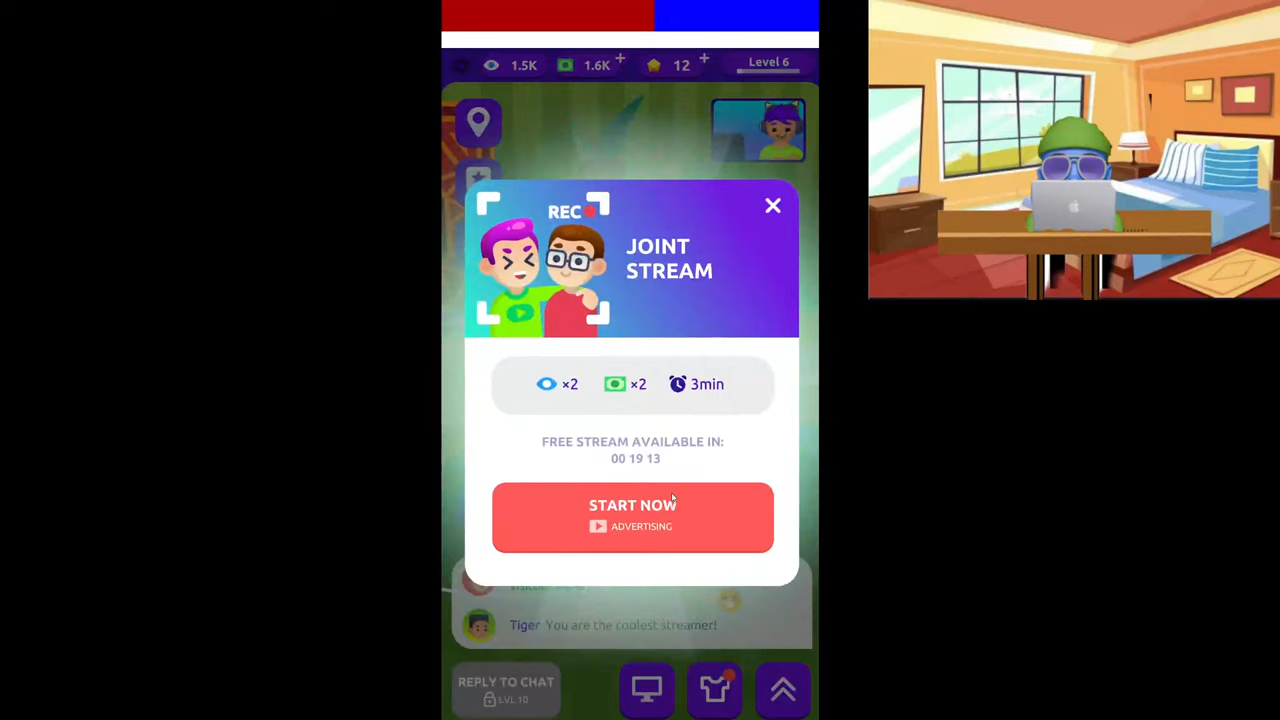 1.5K 1.6K + 12 + Level 6
REC
JOINT
STREAM
×2 ×2 3min
FREE STREAM AVAILABLE IN:
00 19 13
START NOW
ADVERTISING
Tiger You are the coolest streamer!
REPLY TO CHAT
LVL 10